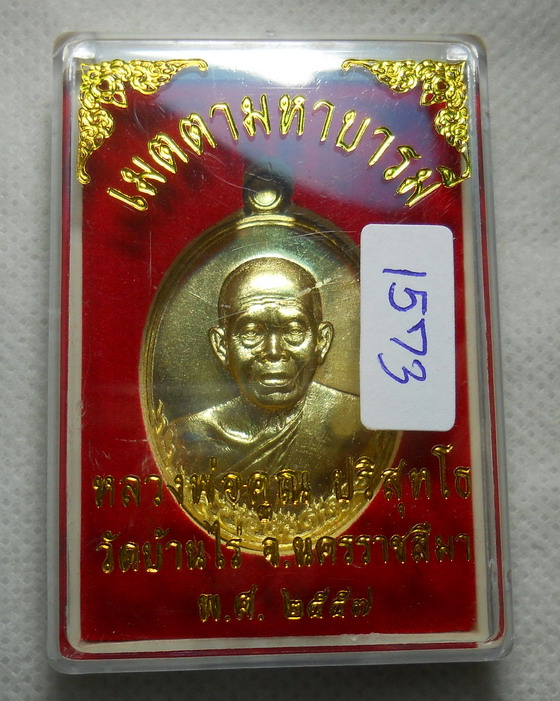 เมตตามหาบารมี
1573
หลวงพ่อคูณ ปริสุทโธ
วัดบ้านไร่ จ.นครราชสีมา
พ.ศ. ๒๕๕๗